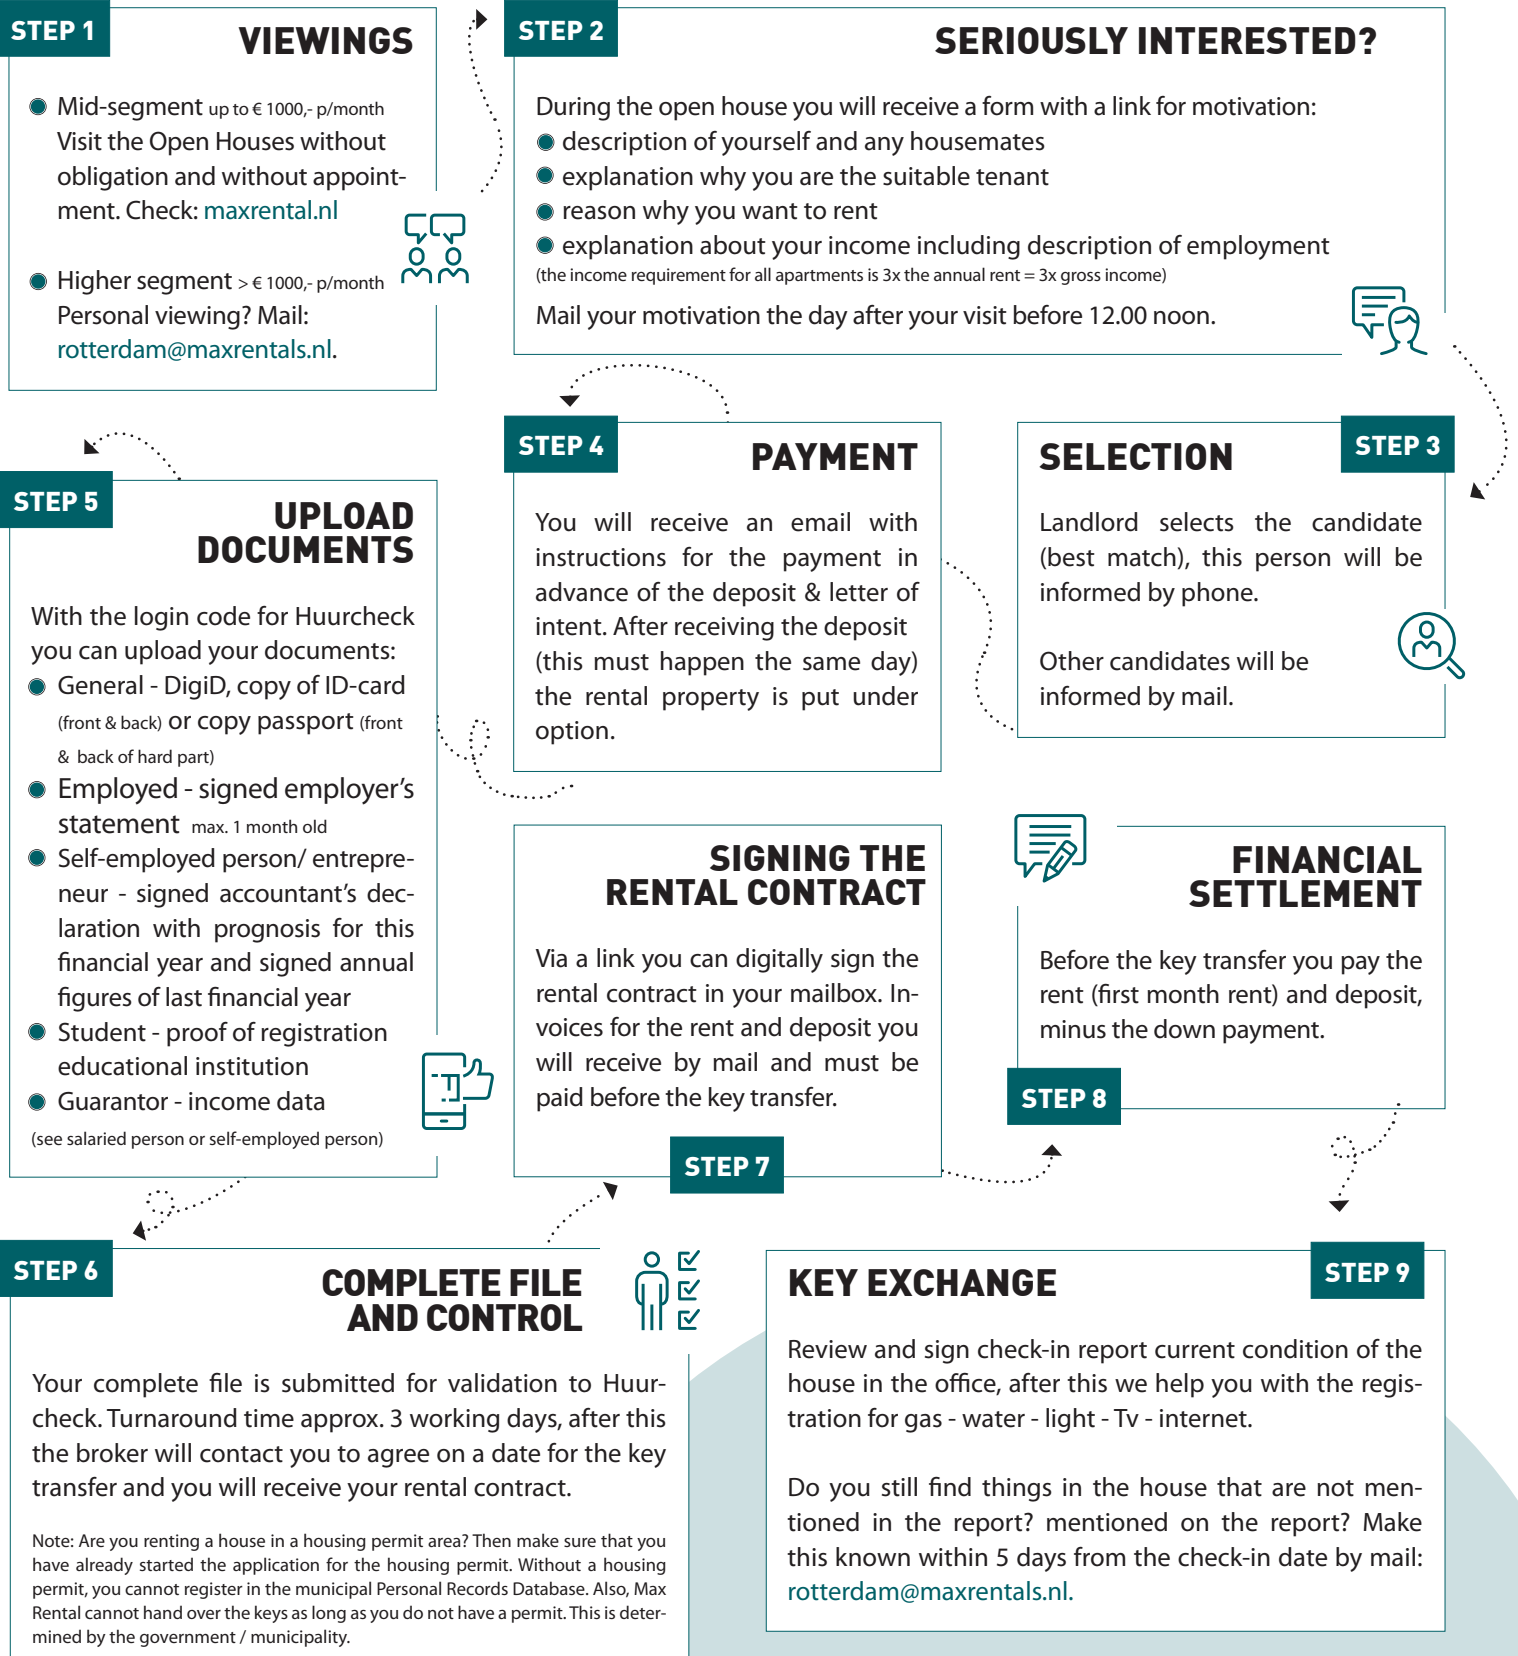 STEP 1
VIEWINGS
Mid-segment up to € 1000,- p/month
Visit the Open Houses without
obligation and without appoint-
ment. Check: maxrental.nl
Higher segment > € 1000,- p/month
Personal viewing? Mail:
rotterdam@maxrentals.nl.
STEP 2
SERIOUSLY INTERESTED?
During the open house you will receive a form with a link for motivation:
description of yourself and any housemates
explanation why you are the suitable tenant
reason why you want to rent
explanation about your income including description of employment
(the income requirement for all apartments is 3x the annual rent = 3x gross income)
Mail your motivation the day after your visit before 12.00 noon.
STEP 3
SELECTION
Landlord selects the candidate
(best match), this person will be
informed by phone.
Other candidates will be
informed by mail.
STEP 4
PAYMENT
You will receive an email with
instructions for the payment in
advance of the deposit & letter of
intent. After receiving the deposit
(this must happen the same day)
the rental property is put under
option.
STEP 5
UPLOAD
DOCUMENTS
With the login code for Huurcheck
you can upload your documents:
General - DigiD, copy of ID-card
(front & back) or copy passport (front
& back of hard part)
Employed - signed employer's
statement max. 1 month old
Self-employed person/ entrepre-
neur - signed accountant's dec-
laration with prognosis for this
financial year and signed annual
figures of last financial year
Student - proof of registration
educational institution
Guarantor - income data
(see salaried person or self-employed person)
STEP 6
COMPLETE FILE
AND CONTROL
Your complete file is submitted for validation to Huur-
check. Turnaround time approx. 3 working days, after this
the broker will contact you to agree on a date for the key
transfer and you will receive your rental contract.
Note: Are you renting a house in a housing permit area? Then make sure that you
have already started the application for the housing permit. Without a housing
permit, you cannot register in the municipal Personal Records Database. Also, Max
Rental cannot hand over the keys as long as you do not have a permit. This is deter-
mined by the government / municipality.
SIGNING THE
RENTAL CONTRACT
Via a link you can digitally sign the
rental contract in your mailbox. In-
voices for the rent and deposit you
will receive by mail and must be
paid before the key transfer.
STEP 7
FINANCIAL
SETTLEMENT
Before the key transfer you pay the
rent (first month rent) and deposit,
minus the down payment.
STEP 8
STEP 9
KEY EXCHANGE
Review and sign check-in report current condition of the
house in the office, after this we help you with the regis-
tration for gas - water - light - Tv - internet.
Do you still find things in the house that are not men-
tioned in the report? mentioned on the report? Make
this known within 5 days from the check-in date by mail:
rotterdam@maxrentals.nl.